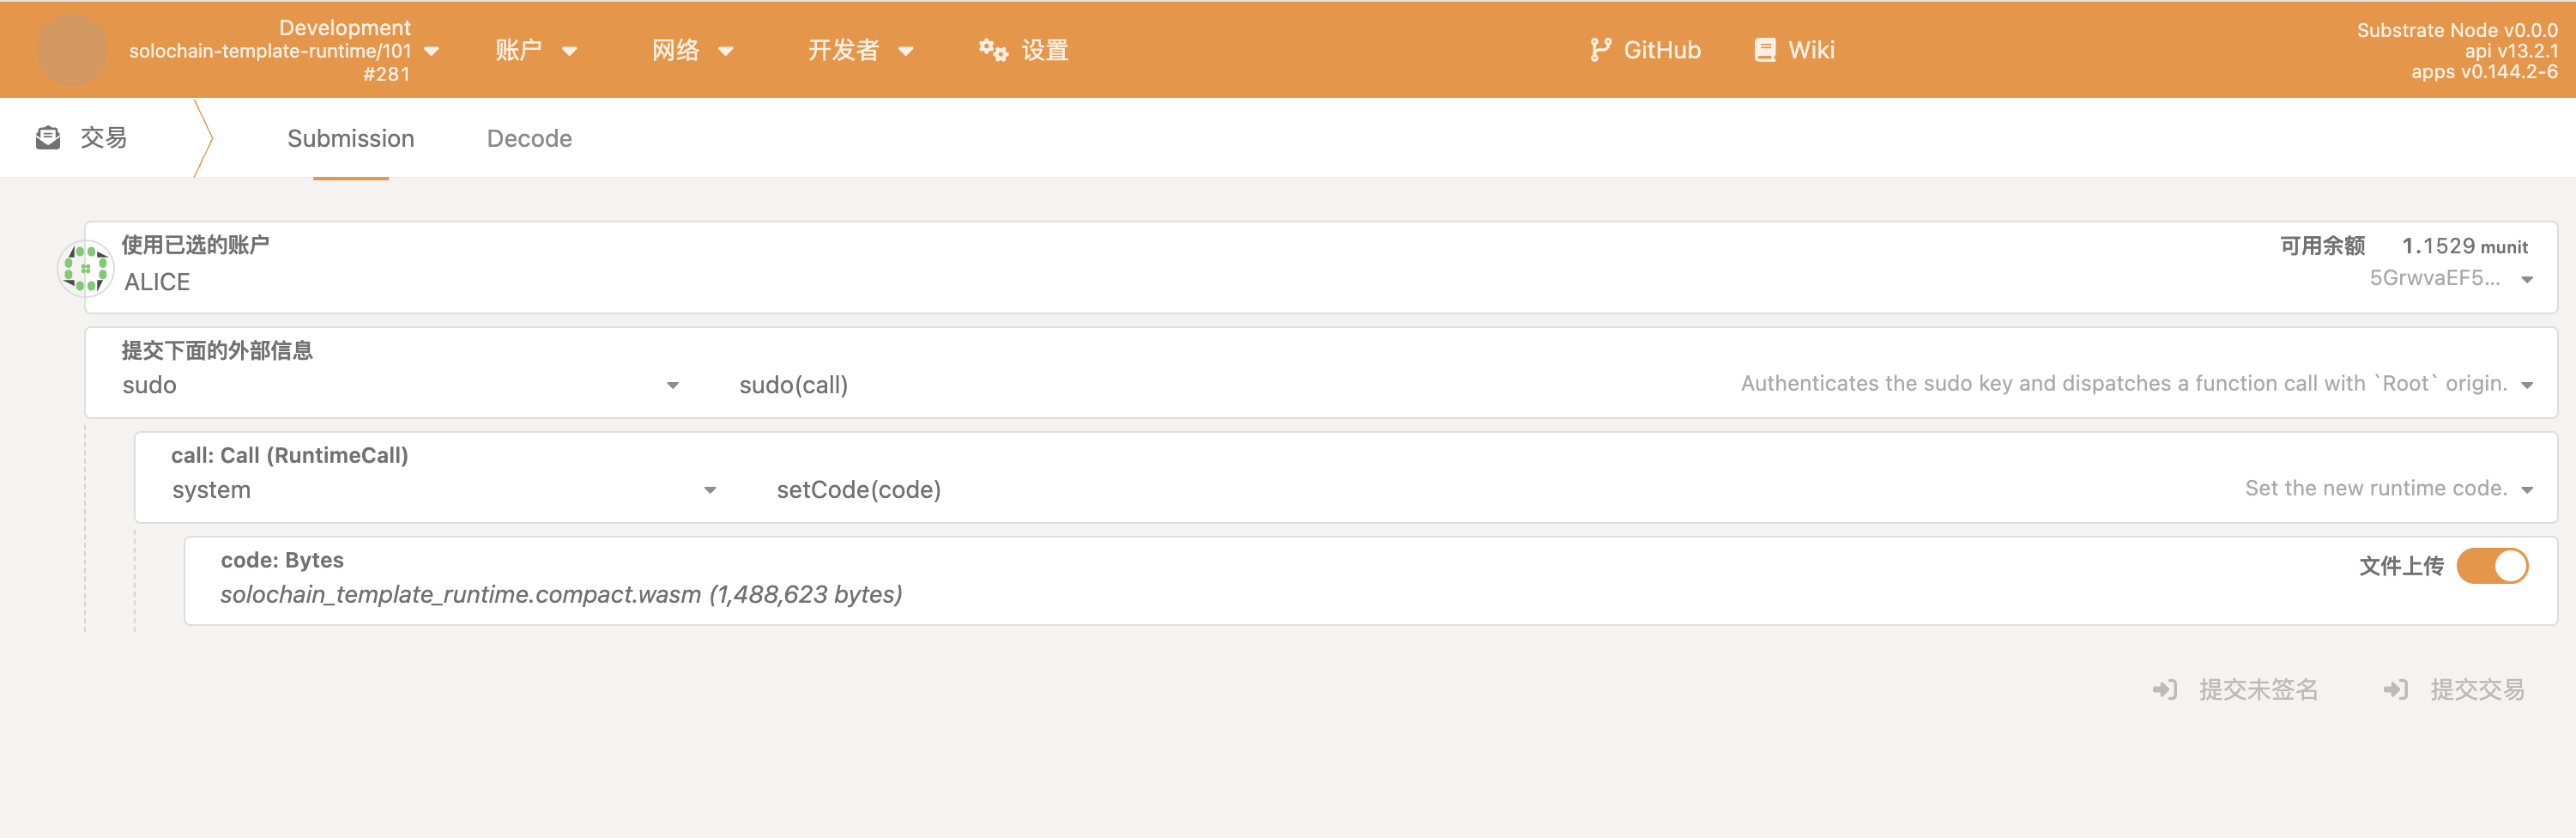 Development
solochain-template-runtime/101
#281
账户
网络
开发者
设置
GitHub
Wiki
Substrate Node v0.0.0
api v13.2.1
apps v0.144.2-6
交易
Submission
Decode
使用已选的账户
ALICE
可用余额 1.1529 munit
5GrwvaEF5...
提交下面的外部信息
sudo
sudo(call)
Authenticates the sudo key and dispatches a function call with `Root` origin.
call: Call (RuntimeCall)
system
setCode(code)
Set the new runtime code.
code: Bytes
solochain_template_runtime.compact.wasm (1,488,623 bytes)
文件上传
提交未签名
提交交易